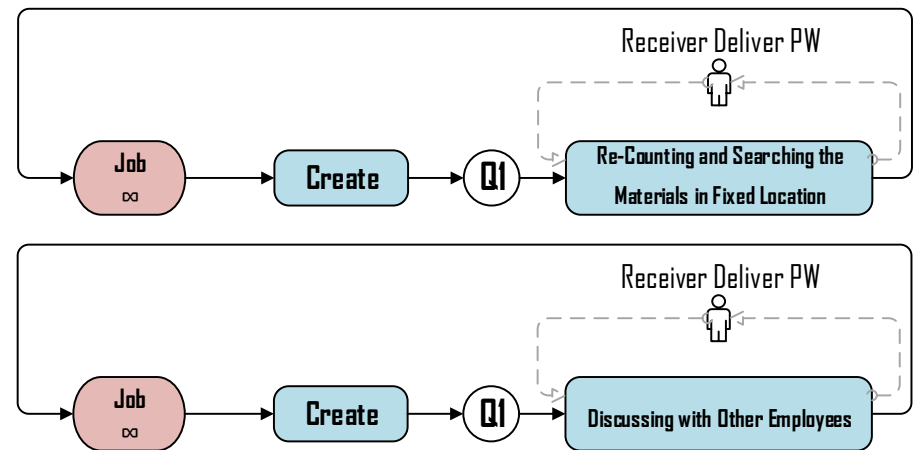 Receiver Deliver PW
Job
∞
Create
Q1
Re-Counting and Searching the
Materials in Fixed Location
Receiver Deliver PW
Job
∞
Create
Q1
Discussing with Other Employees